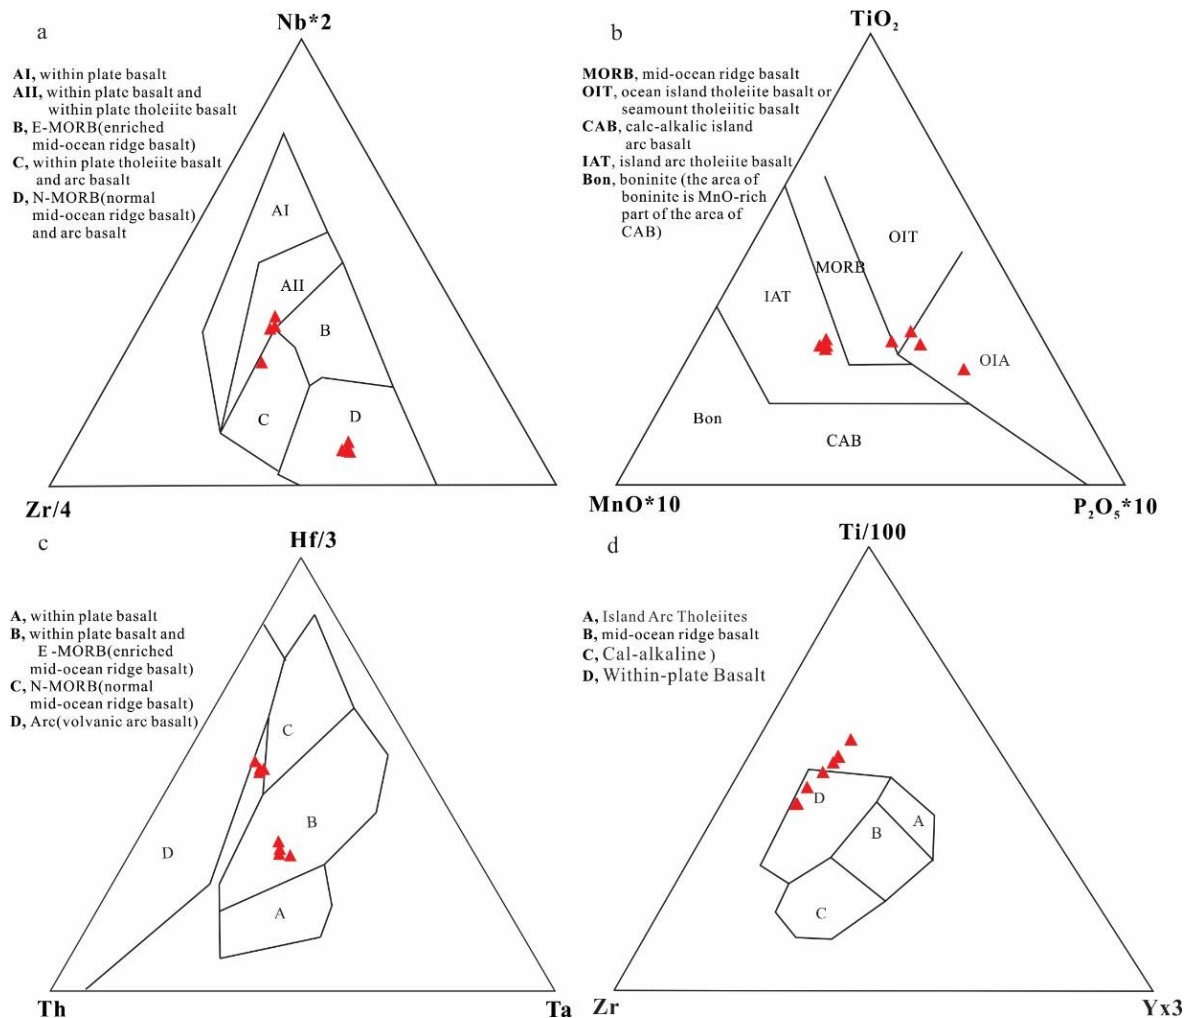 a
Nb*2
AI, within plate basalt
AII, within plate basalt and
within plate tholeiite basalt
B, E-MORB(enriched
mid-ocean ridge basalt)
C, within plate tholeiite basalt
and arc basalt
D, N-MORB(normal
mid-ocean ridge basalt)
and arc basalt
AI
AII
B
C
D
Zr/4
b
TiO₂
MORB, mid-ocean ridge basalt
OIT, ocean island tholeiite basalt or
seamount tholeiitic basalt
CAB, calc-alkalic island
arc basalt
IAT, island arc tholeiite basalt
Bon, boninite (the area of
boninite is MnO-rich
part of the area of
CAB)
OIT
MORB
IAT
OIA
Bon
CAB
MnO*10
P₂O₅*10
c
Hf/3
A, within plate basalt
B, within plate basalt and
E -MORB(enriched
mid-ocean ridge basalt)
C, N-MORB(normal
mid-ocean ridge basalt)
D, Arc(volcanic arc basalt)
C
B
D
A
Th
Ta
d
Ti/100
A, Island Arc Tholeiites
B, mid-ocean ridge basalt
C, Cal-alkaline )
D, Within-plate Basalt
D
A
B
C
Zr
Yx3